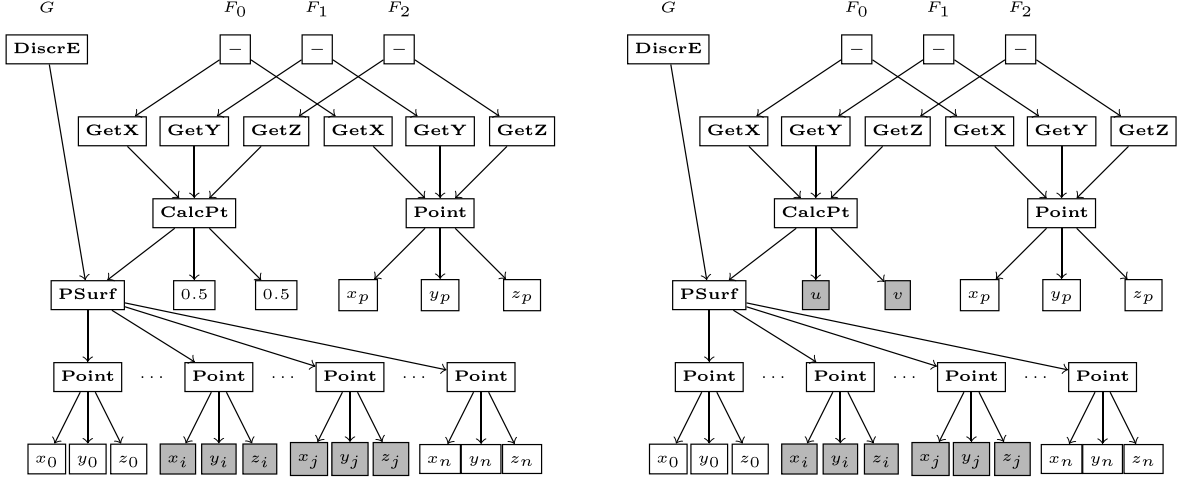 G F₀ F₁ F₂ G F₀ F₁ F₂
DiscrE − − − DiscrE − − −
GetX GetY GetZ GetX GetY GetZ GetX GetY GetZ GetX GetY GetZ
CalcPt Point CalcPt Point
PSurf 0.5 0.5 xₚ yₚ zₚ PSurf u v xₚ yₚ zₚ
Point ··· Point ··· Point ··· Point Point ··· Point ··· Point ··· Point
x₀ y₀ z₀ xᵢ yᵢ zᵢ xⱼ yⱼ zⱼ xₙ yₙ zₙ x₀ y₀ z₀ xᵢ yᵢ zᵢ xⱼ yⱼ zⱼ xₙ yₙ zₙ